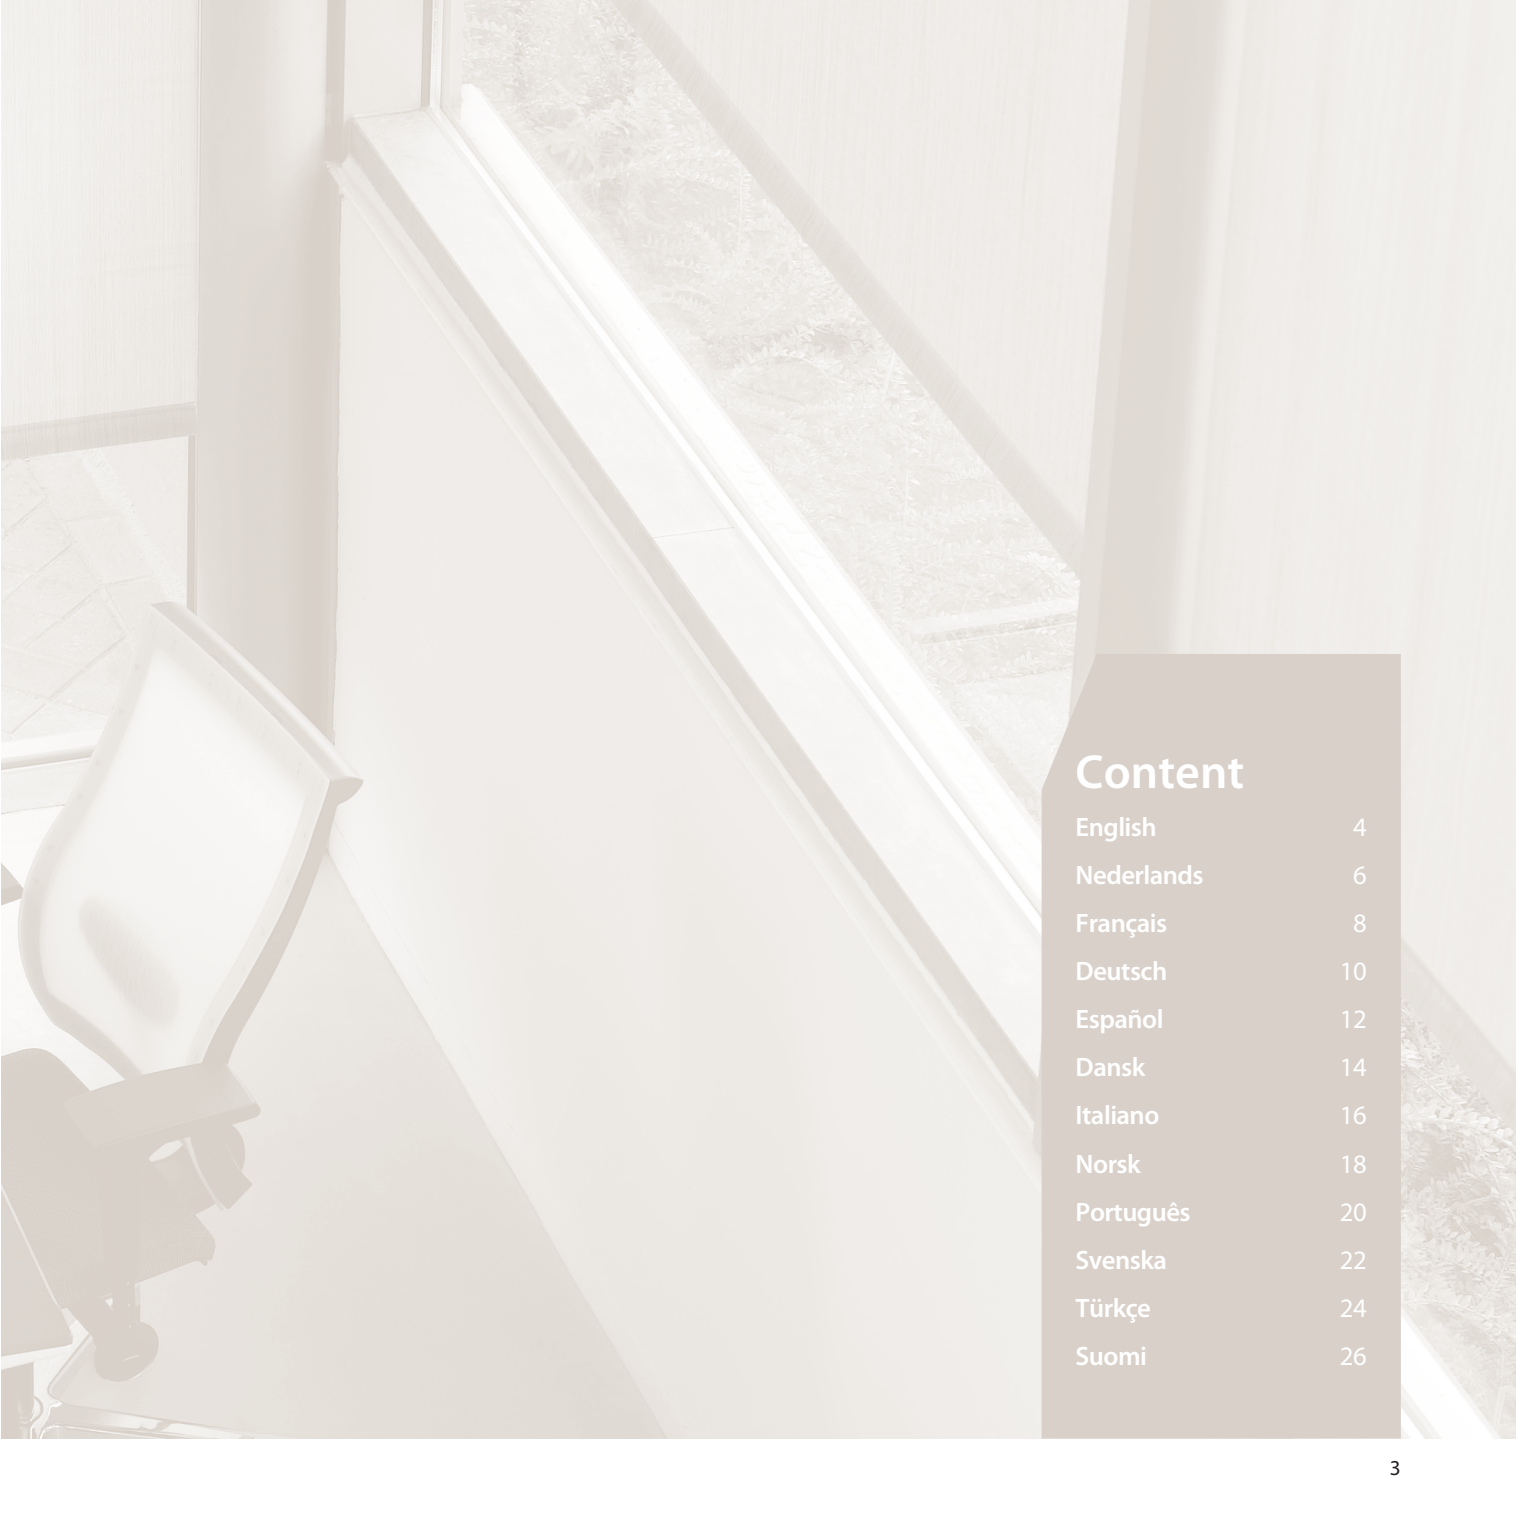 Content
English 4
Nederlands 6
Français 8
Deutsch 10
Español 12
Dansk 14
Italiano 16
Norsk 18
Português 20
Svenska 22
Türkçe 24
Suomi 26
3